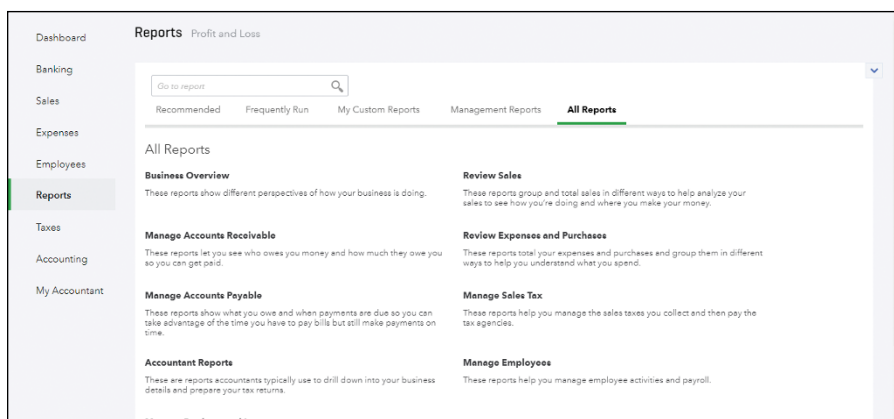 Dashboard
Banking
Sales
Expenses
Employees
Reports
Taxes
Accounting
My Accountant
Reports Profit and Loss
Go to report
Recommended Frequently Run My Custom Reports Management Reports All Reports
All Reports
Business Overview
These reports show different perspectives of how your business is doing.
Manage Accounts Receivable
These reports let you see who owes you money and how much they owe you
so you can get paid.
Manage Accounts Payable
These reports show what you owe and when payments are due so you can
take advantage of the time you have to pay bills but still make payments on
time.
Accountant Reports
These are reports accountants typically use to drill down into your business
details and prepare your tax returns.
Review Sales
These reports group and total sales in different ways to help analyze your
sales to see how you're doing and where you make your money.
Review Expenses and Purchases
These reports total your expenses and purchases and group them in different
ways to help you understand what you spend.
Manage Sales Tax
These reports help you manage the sales taxes you collect and then pay the
tax agencies.
Manage Employees
These reports help you manage employee activities and payroll.